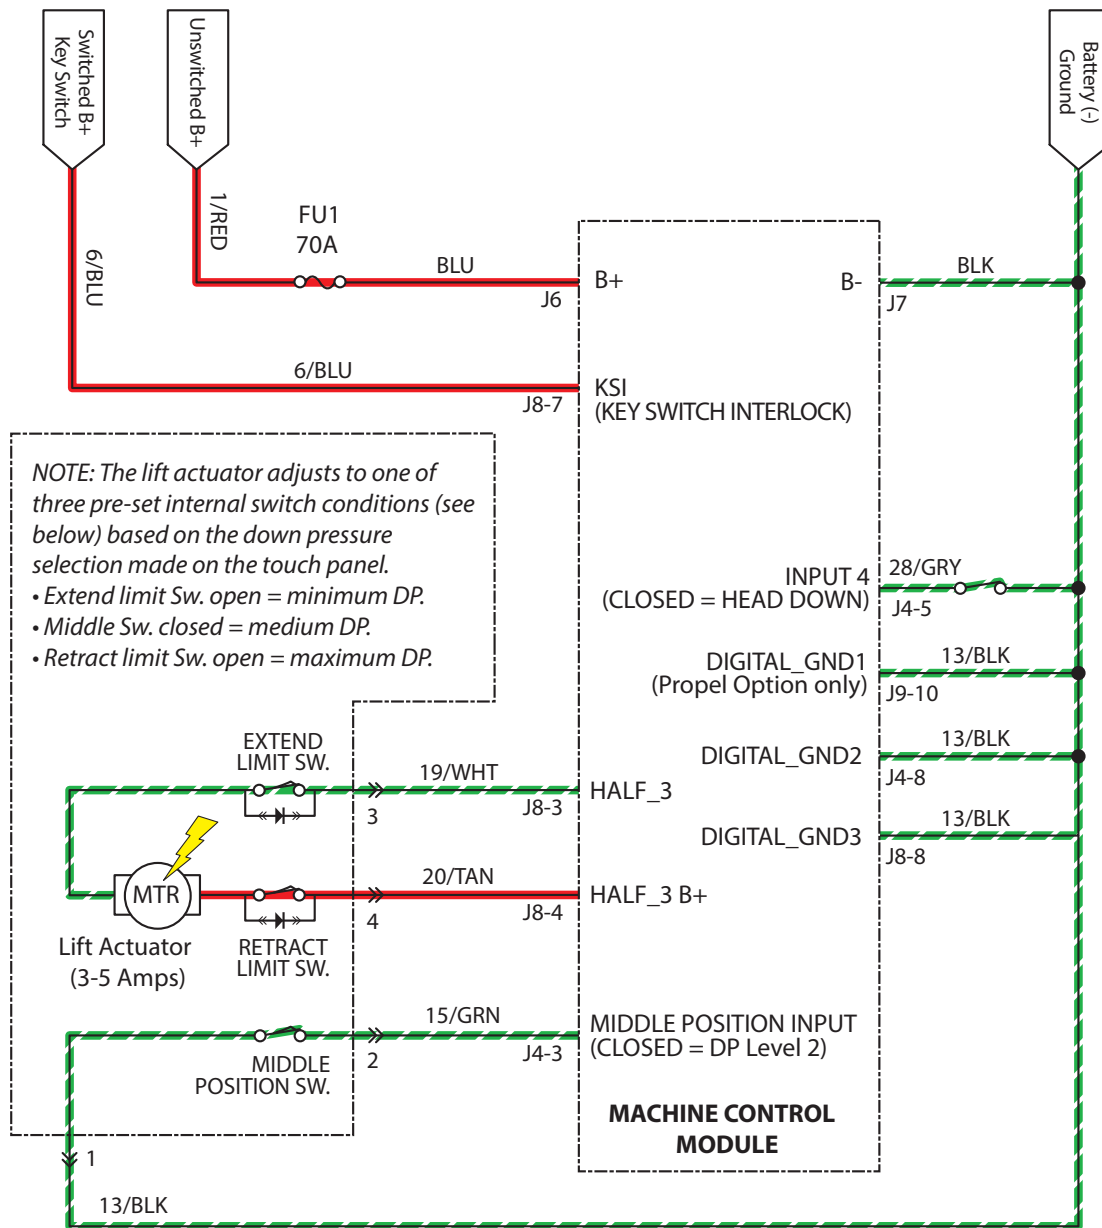 Switched B+
Key Switch
Unswitched B+
Battery (-)
Ground
1/RED
6/BLU
FU1
70A
BLU
J6
B+
B-
BLK
J7
6/BLU
J8-7
KSI
(KEY SWITCH INTERLOCK)
NOTE: The lift actuator adjusts to one of
three pre-set internal switch conditions (see
below) based on the down pressure
selection made on the touch panel.
• Extend limit Sw. open = minimum DP.
• Middle Sw. closed = medium DP.
• Retract limit Sw. open = maximum DP.
INPUT 4
(CLOSED = HEAD DOWN)
28/GRY
J4-5
DIGITAL_GND1
(Propel Option only)
13/BLK
J9-10
DIGITAL_GND2
13/BLK
J4-8
DIGITAL_GND3
13/BLK
J8-8
EXTEND
LIMIT SW.
3
19/WHT
J8-3
HALF_3
MTR
Lift Actuator
(3-5 Amps)
RETRACT
LIMIT SW.
4
20/TAN
J8-4
HALF_3 B+
MIDDLE
POSITION SW.
2
15/GRN
J4-3
MIDDLE POSITION INPUT
(CLOSED = DP Level 2)
MACHINE CONTROL
MODULE
1
13/BLK